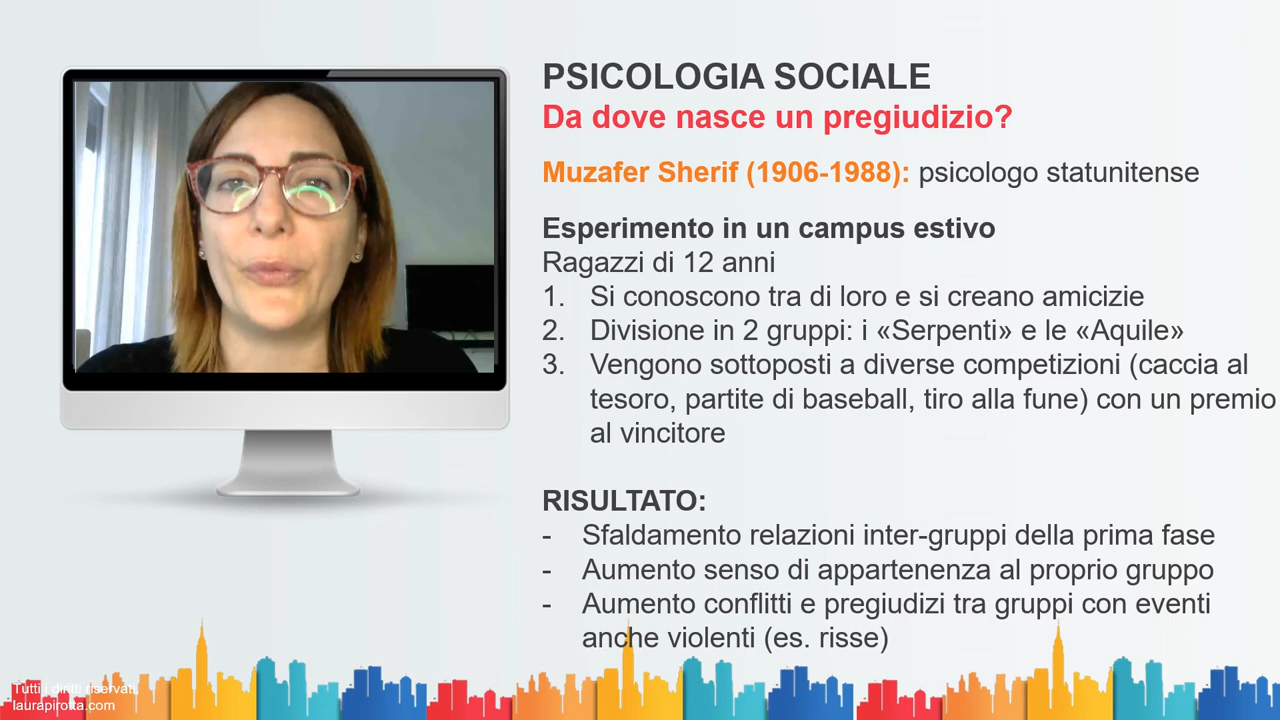 PSICOLOGIA SOCIALE
Da dove nasce un pregiudizio?
Muzafer Sherif (1906-1988): psicologo statunitense
Esperimento in un campus estivo
Ragazzi di 12 anni
1. Si conoscono tra di loro e si creano amicizie
2. Divisione in 2 gruppi: i «Serpenti» e le «Aquile»
3. Vengono sottoposti a diverse competizioni (caccia al
tesoro, partite di baseball, tiro alla fune) con un premio
al vincitore
RISULTATO:
- Sfaldamento relazioni inter-gruppi della prima fase
- Aumento senso di appartenenza al proprio gruppo
- Aumento conflitti e pregiudizi tra gruppi con eventi
anche violenti (es. risse)
Tutti i diritti riservati
laurapirotta.com